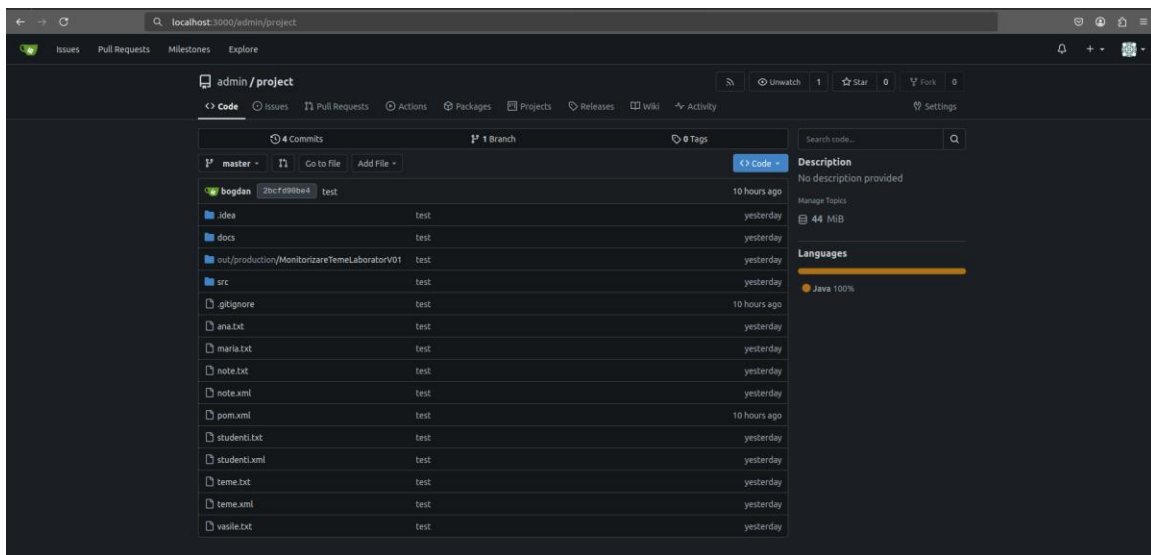 localhost:3000/admin/project
Issues Pull Requests Milestones Explore
admin / project
Unwatch 1 Star 0 Fork 0
<> Code Issues Pull Requests Actions Packages Projects Releases Wiki Activity Settings
4 Commits 1 Branch 0 Tags
Search code...
master Go to file Add File <> Code
Description
No description provided
bogdan 2bcfd90be4 test 10 hours ago
Manage Topics
.idea test yesterday
44 MiB
docs test yesterday
out/production/MonitorizareTemeLaboratorV01 test yesterday
Languages
src test yesterday
Java 100%
.gitignore test 10 hours ago
ana.txt test yesterday
maria.txt test yesterday
note.txt test yesterday
note.xml test yesterday
pom.xml test 10 hours ago
studenti.txt test yesterday
studenti.xml test yesterday
teme.txt test yesterday
teme.xml test yesterday
vasile.txt test yesterday